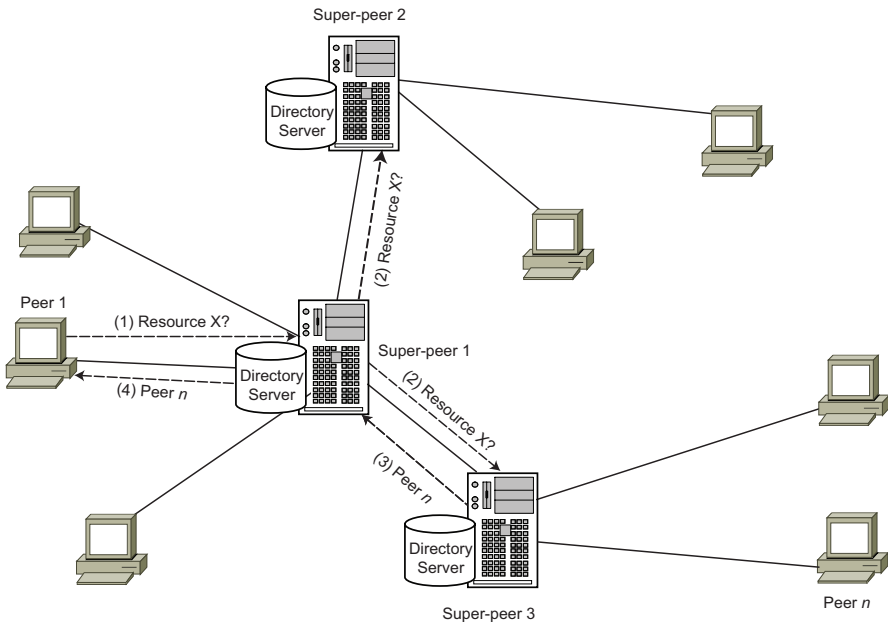 Super-peer 2
Directory
Server
(2) Resource X?
Peer 1
(1) Resource X?
Super-peer 1
Directory
Server
(4) Peer n
(2) Resource X?
(3) Peer n
Directory
Server
Super-peer 3
Peer n